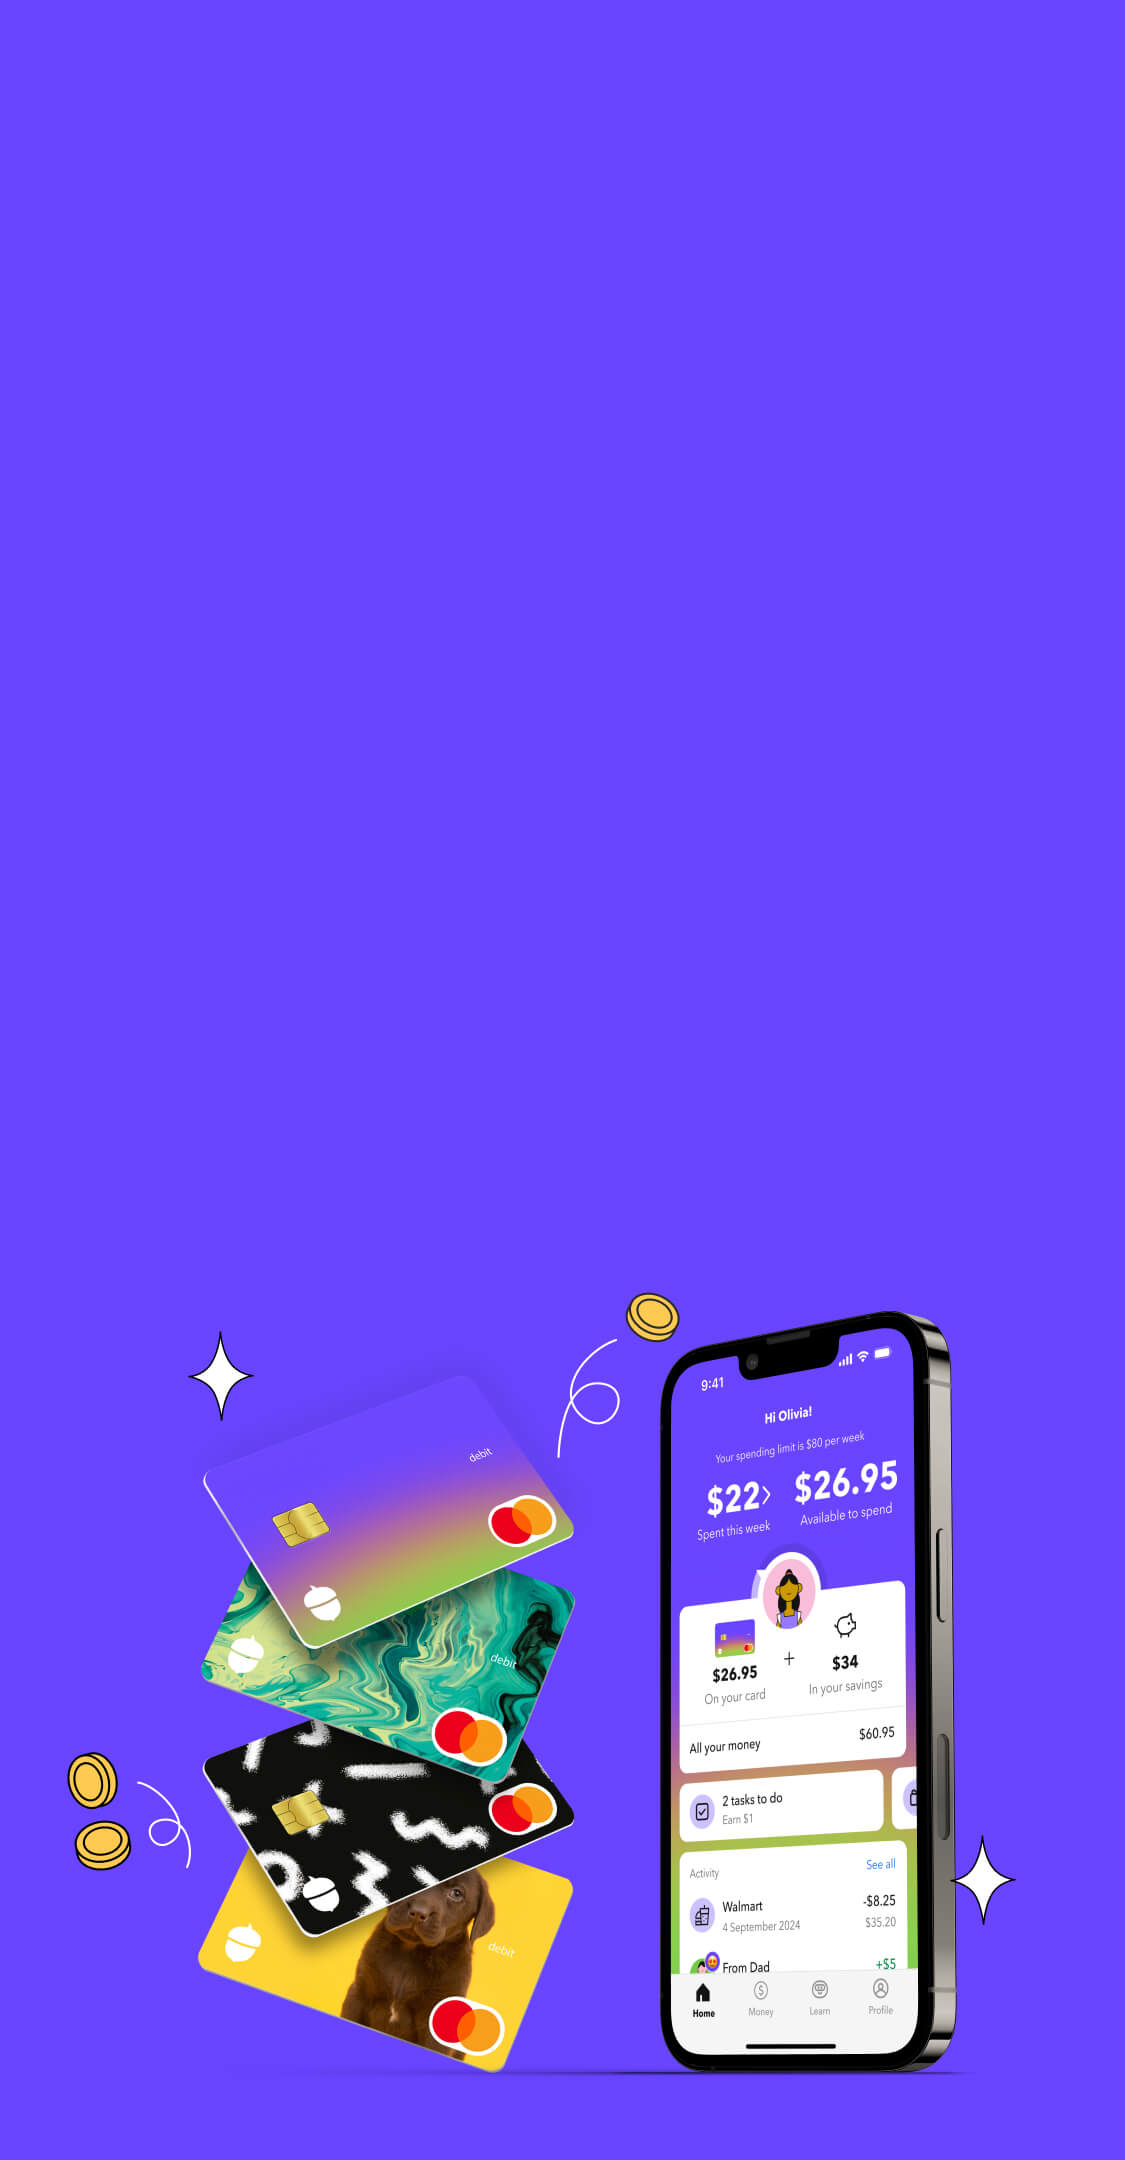 9:41
Hi Olivia!
Your spending limit is $80 per week
$22 $26.95
Spent this week Available to spend
debit
$26.95 + $34
On your card In your savings
debit
All your money $60.95
2 tasks to do
Earn $1
Activity See all
Walmart -$8.25
4 September 2024 $35.20
debit
From Dad +$5
Home Money Learn Profile